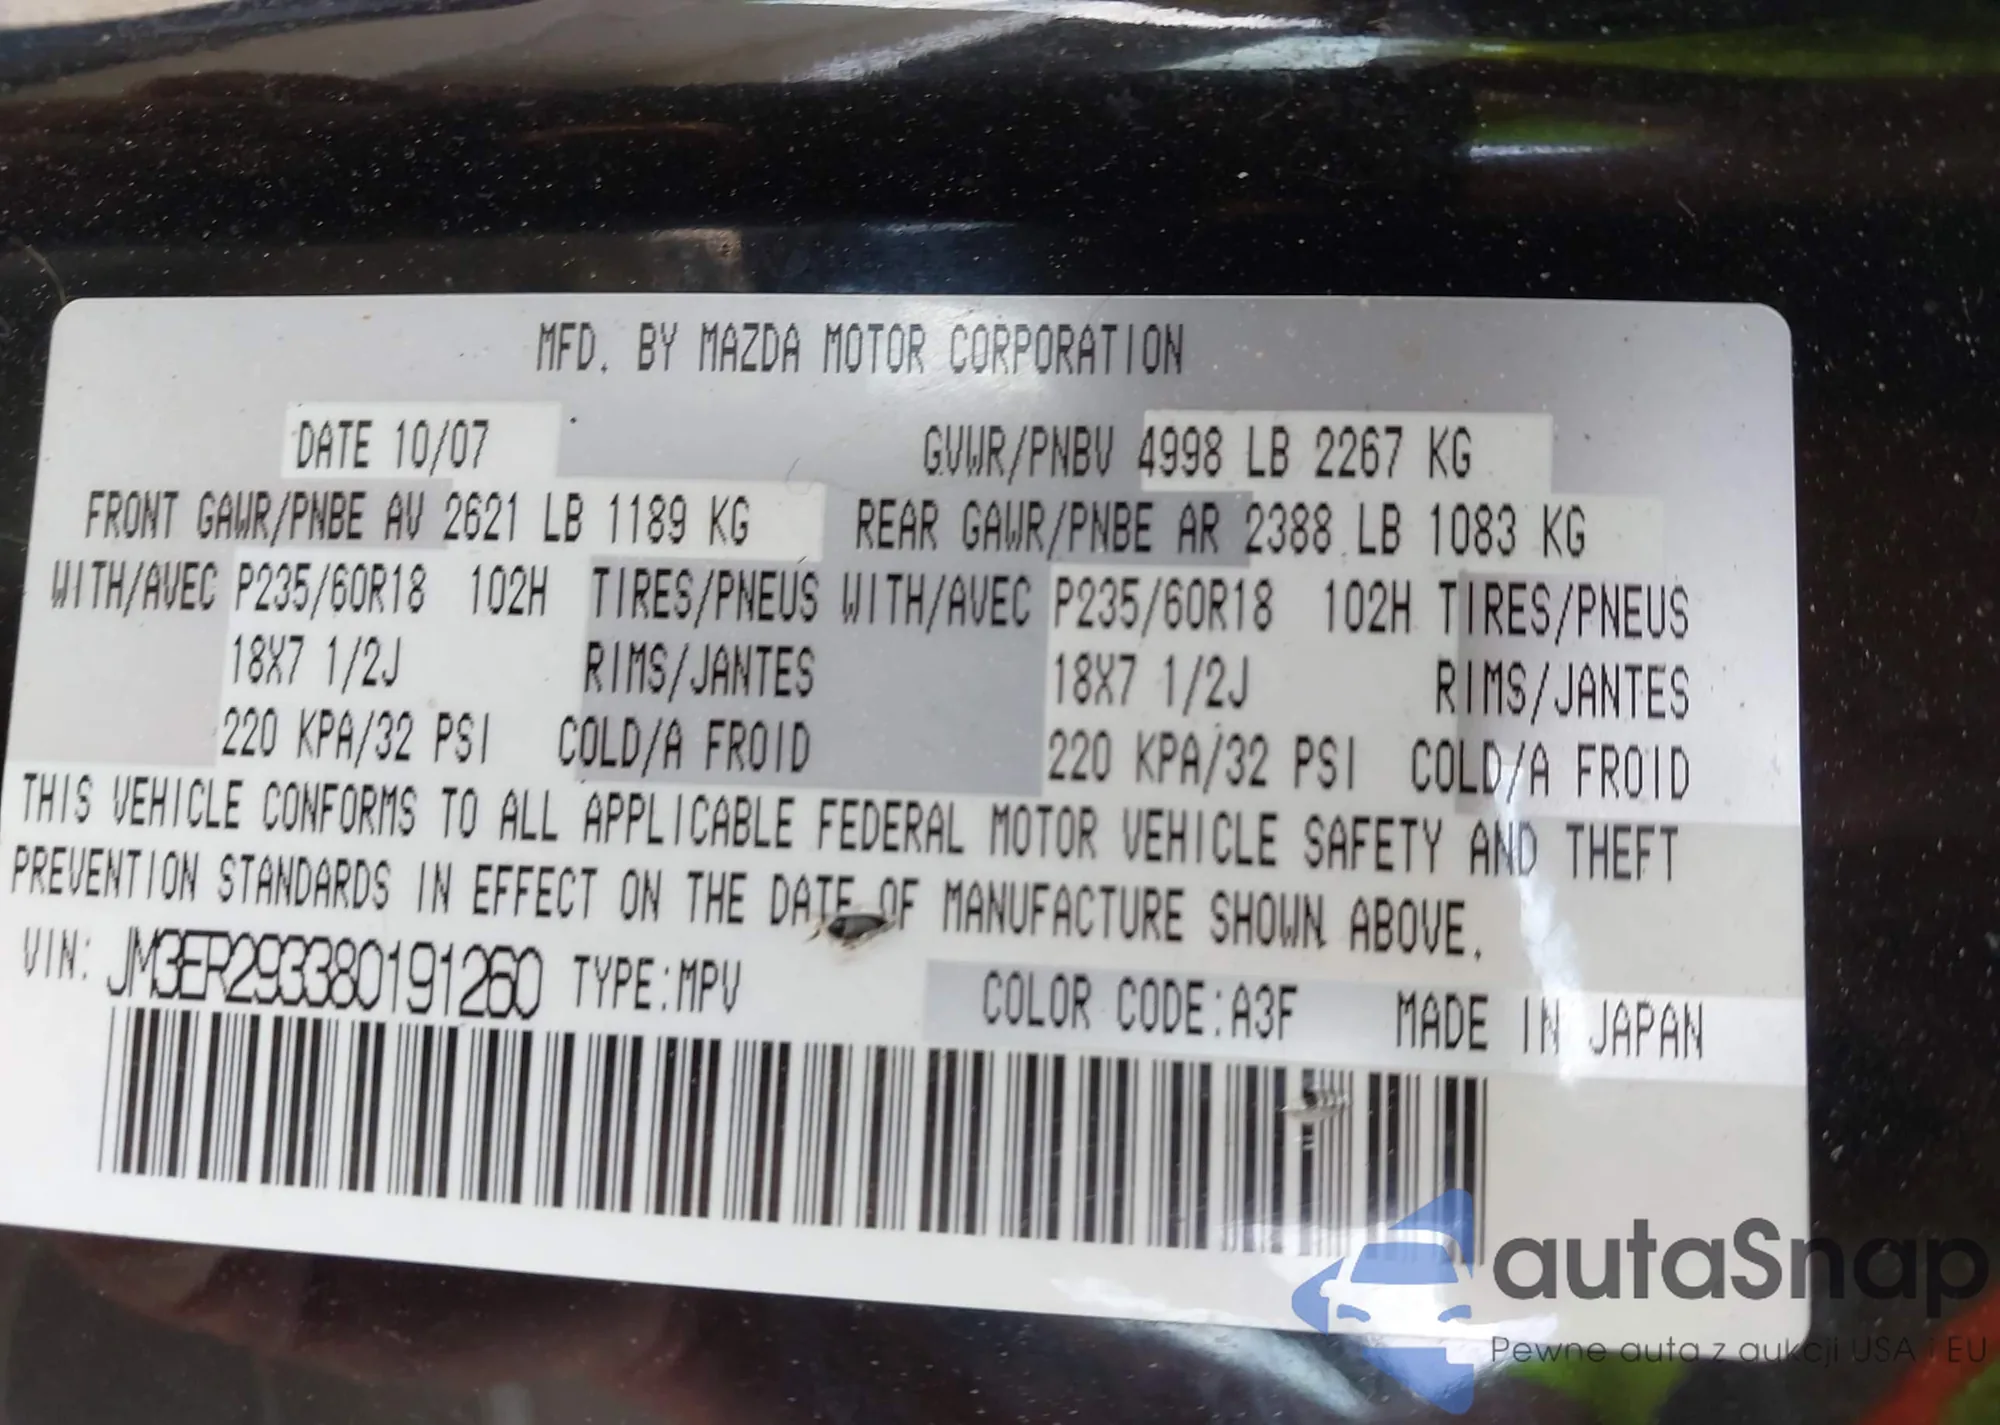 MFD. BY MAZDA MOTOR CORPORATION
DATE 10/07 GVWR/PNBV 4998 LB 2267 KG
FRONT GAWR/PNBE AV 2621 LB 1189 KG REAR GAWR/PNBE AR 2388 LB 1083 KG
WITH/AVEC P235/60R18 102H TIRES/PNEUS WITH/AVEC P235/60R18 102H TIRES/PNEUS
18X7 1/2J RIMS/JANTES 18X7 1/2J RIMS/JANTES
220 KPA/32 PSI COLD/A FROID 220 KPA/32 PSI COLD/A FROID
THIS VEHICLE CONFORMS TO ALL APPLICABLE FEDERAL MOTOR VEHICLE SAFETY AND THEFT
PREVENTION STANDARDS IN EFFECT ON THE DATE OF MANUFACTURE SHOWN ABOVE.
VIN: JM3ER293380191260 TYPE:MPV COLOR CODE:A3F MADE IN JAPAN
autaSnap
Pewne auta z aukcji USA i EU